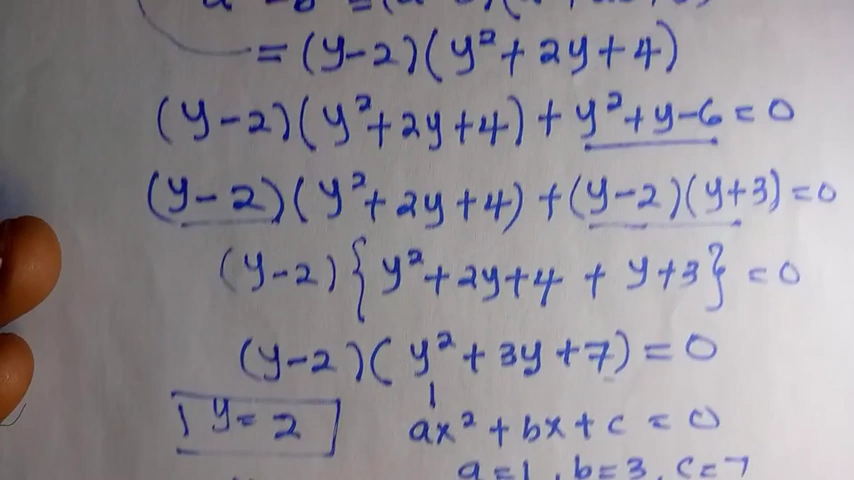 = (y-2)(y²+2y+4)
(y-2)(y²+2y+4) + y²+y-6 = 0
(y-2)(y²+2y+4) + (y-2)(y+3) = 0
(y-2){y²+2y+4 + y+3} = 0
(y-2)(y²+3y+7) = 0
y = 2
ax² + bx + c = 0
a=1, b=3, c=7